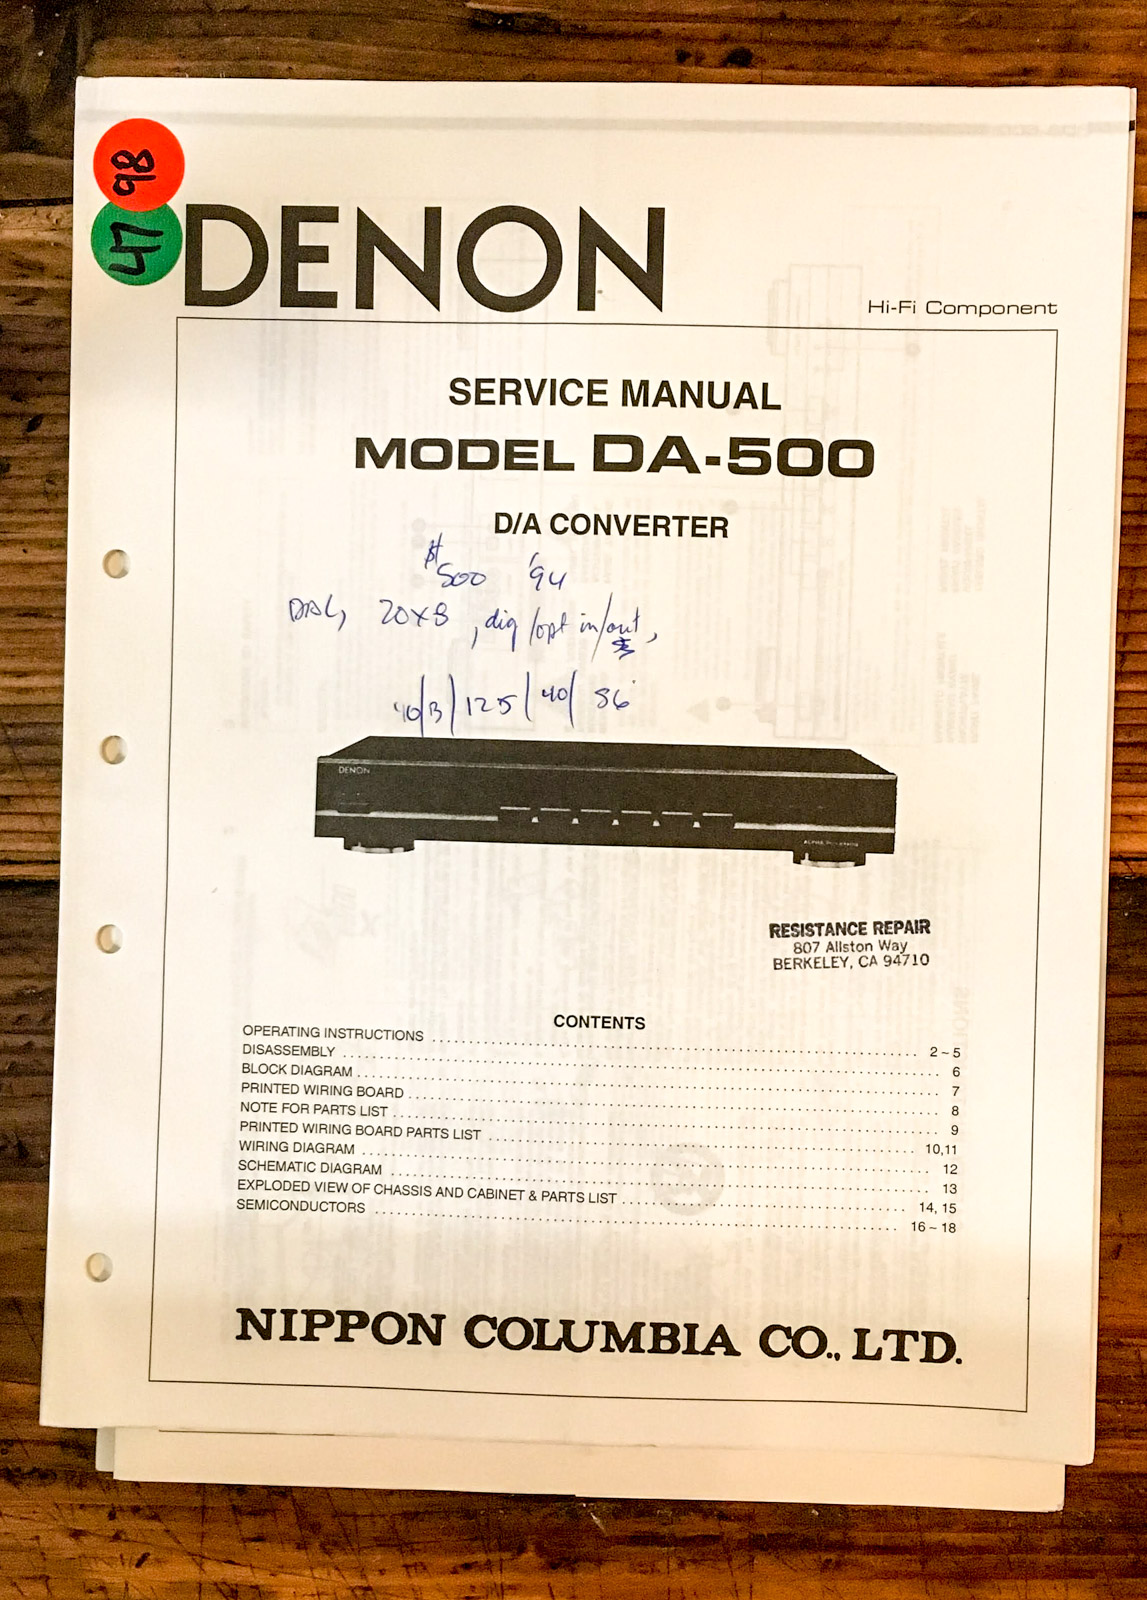 98
47
DENON
Hi-Fi Component
SERVICE MANUAL
MODEL DA-500
D/A CONVERTER
$500 '94
DAC, 20x8, dig/opt in/out,
40/B/125/40/86
DENON
ALPHA PROCESSING
RESISTANCE REPAIR
807 Allston Way
BERKELEY, CA 94710
CONTENTS
OPERATING INSTRUCTIONS 2 ~ 5
DISASSEMBLY 6
BLOCK DIAGRAM 7
PRINTED WIRING BOARD 8
NOTE FOR PARTS LIST 9
PRINTED WIRING BOARD PARTS LIST 10,11
WIRING DIAGRAM 12
SCHEMATIC DIAGRAM 13
EXPLODED VIEW OF CHASSIS AND CABINET & PARTS LIST 14, 15
SEMICONDUCTORS 16 ~ 18
NIPPON COLUMBIA CO., LTD.